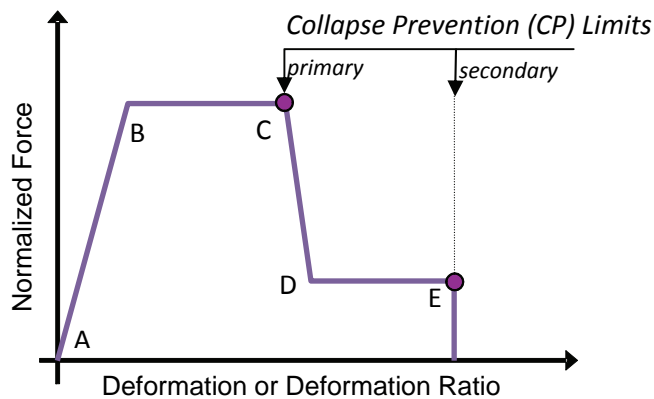 Collapse Prevention (CP) Limits
primary
secondary
B
C
D
E
A
Normalized Force
Deformation or Deformation Ratio